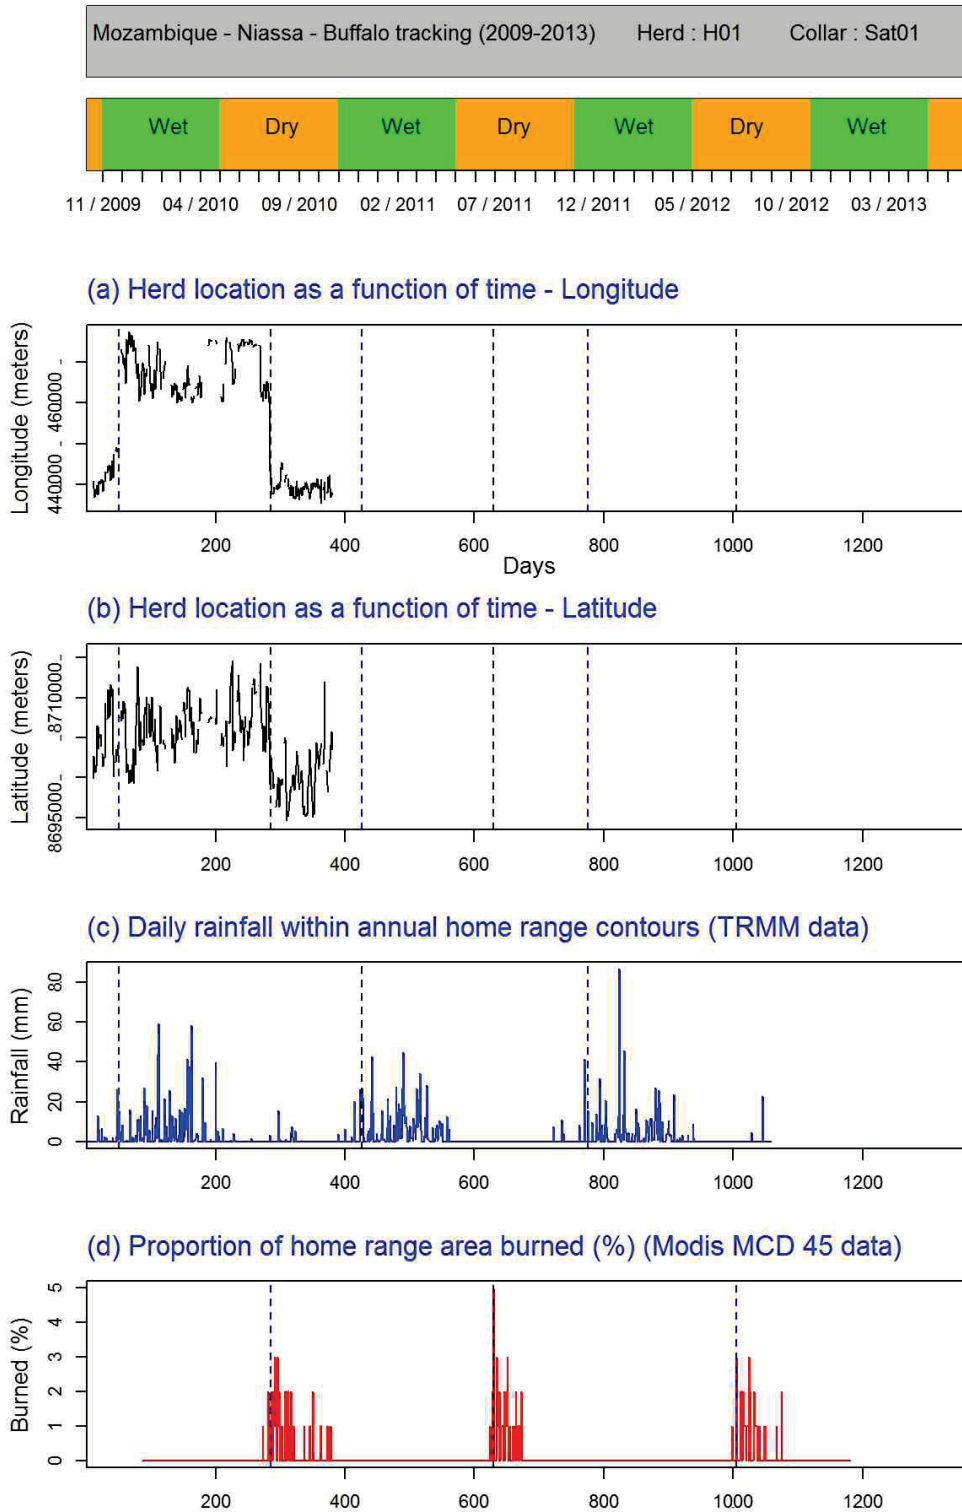 Mozambique - Niassa - Buffalo tracking (2009-2013) Herd : H01 Collar : Sat01
Wet Dry Wet Dry Wet Dry Wet
11 / 2009 04 / 2010 09 / 2010 02 / 2011 07 / 2011 12 / 2011 05 / 2012 10 / 2012 03 / 2013
(a) Herd location as a function of time - Longitude
Longitude (meters)
440000 460000
200 400 600 800 1000 1200
Days
(b) Herd location as a function of time - Latitude
Latitude (meters)
8695000 8710000
200 400 600 800 1000 1200
(c) Daily rainfall within annual home range contours (TRMM data)
Rainfall (mm)
0 20 40 60 80
200 400 600 800 1000 1200
(d) Proportion of home range area burned (%) (Modis MCD 45 data)
Burned (%)
0 1 2 3 4 5
200 400 600 800 1000 1200